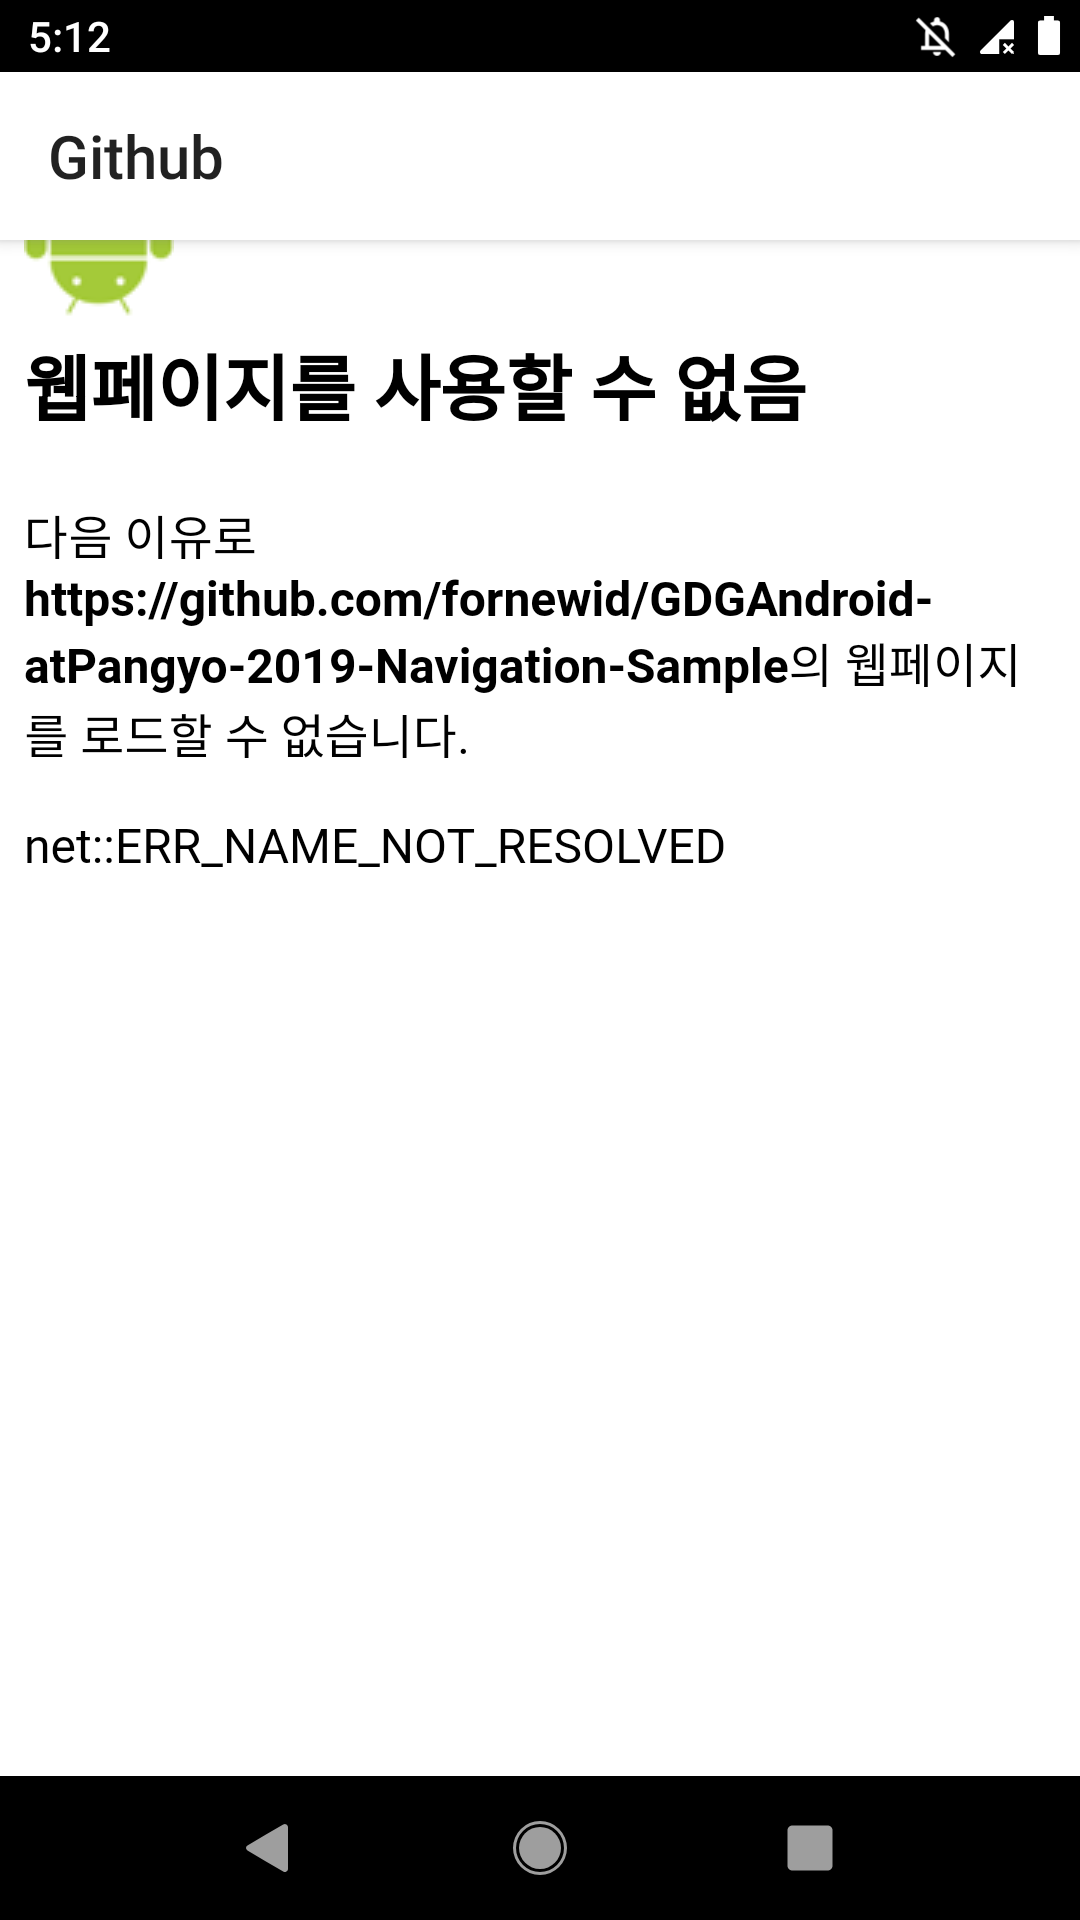 5:12
Github
웹페이지를 사용할 수 없음
다음 이유로
https://github.com/fornewid/GDGAndroid-
atPangyo-2019-Navigation-Sample의 웹페이지
를 로드할 수 없습니다.
net::ERR_NAME_NOT_RESOLVED